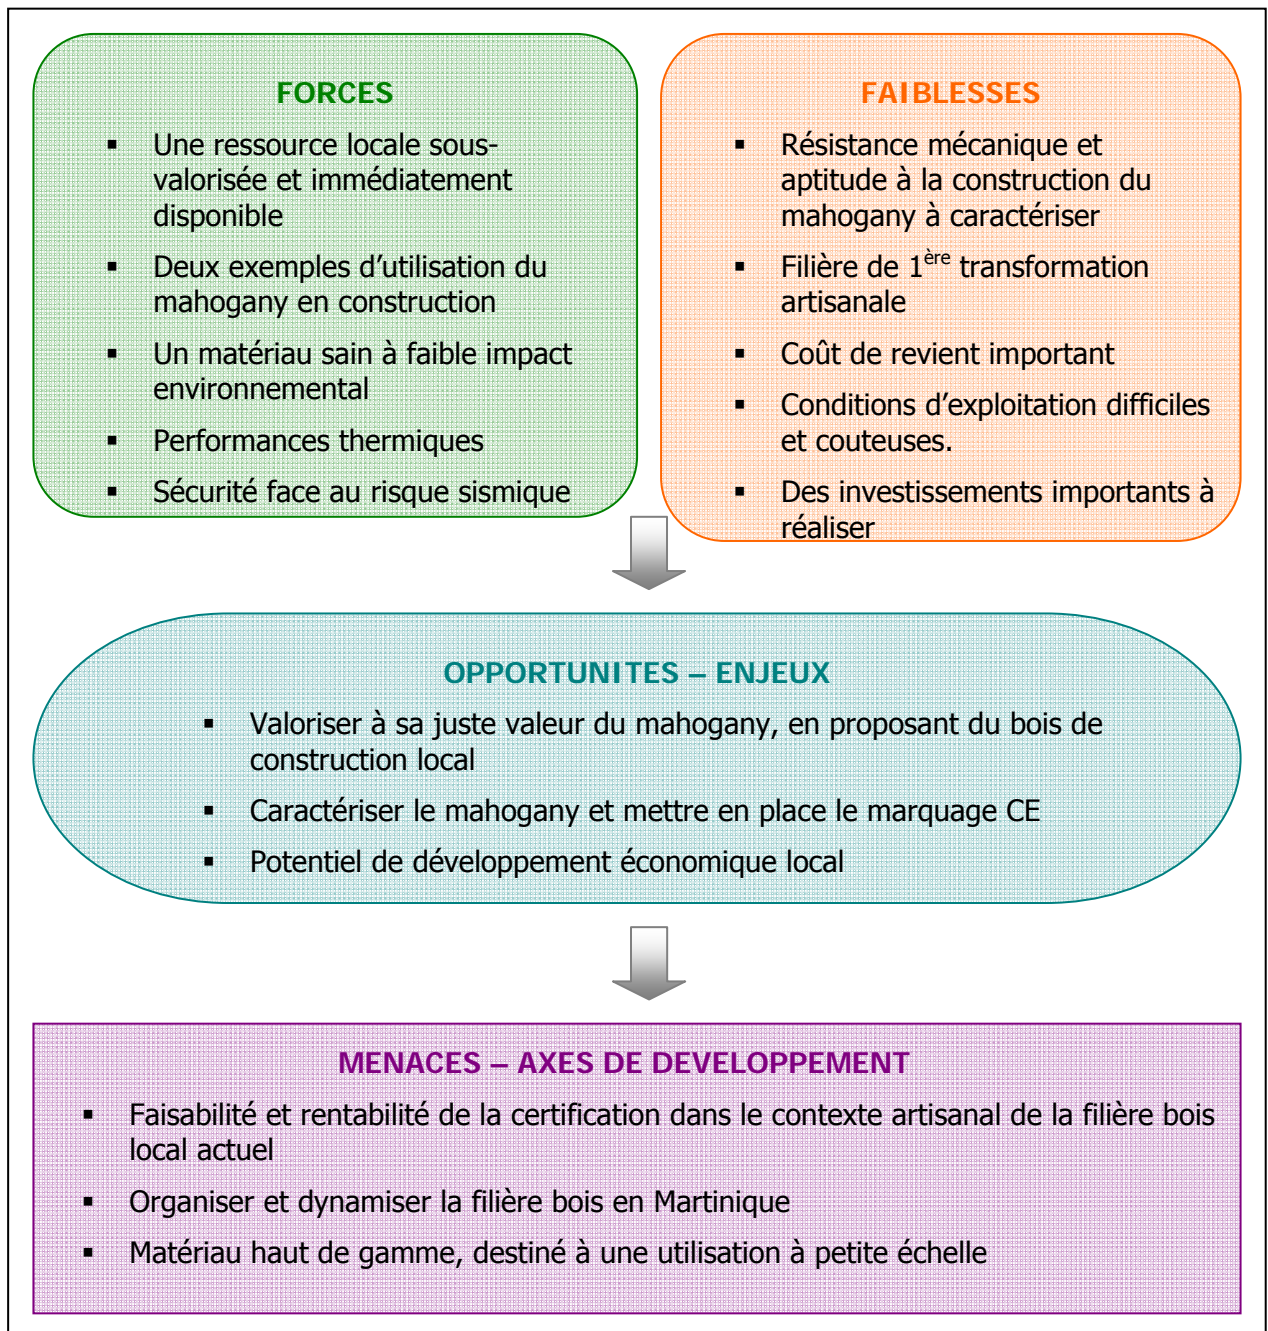 FORCES
▪ Une ressource locale sous-
valorisée et immédiatement
disponible
▪ Deux exemples d’utilisation du
mahogany en construction
▪ Un matériau sain à faible impact
environnemental
▪ Performances thermiques
▪ Sécurité face au risque sismique
FAIBLESSES
▪ Résistance mécanique et
aptitude à la construction du
mahogany à caractériser
▪ Filière de 1ère transformation
artisanale
▪ Coût de revient important
▪ Conditions d’exploitation difficiles
et couteuses.
▪ Des investissements importants à
réaliser
OPPORTUNITES – ENJEUX
▪ Valoriser à sa juste valeur du mahogany, en proposant du bois de
construction local
▪ Caractériser le mahogany et mettre en place le marquage CE
▪ Potentiel de développement économique local
MENACES – AXES DE DEVELOPPEMENT
▪ Faisabilité et rentabilité de la certification dans le contexte artisanal de la filière bois
local actuel
▪ Organiser et dynamiser la filière bois en Martinique
▪ Matériau haut de gamme, destiné à une utilisation à petite échelle